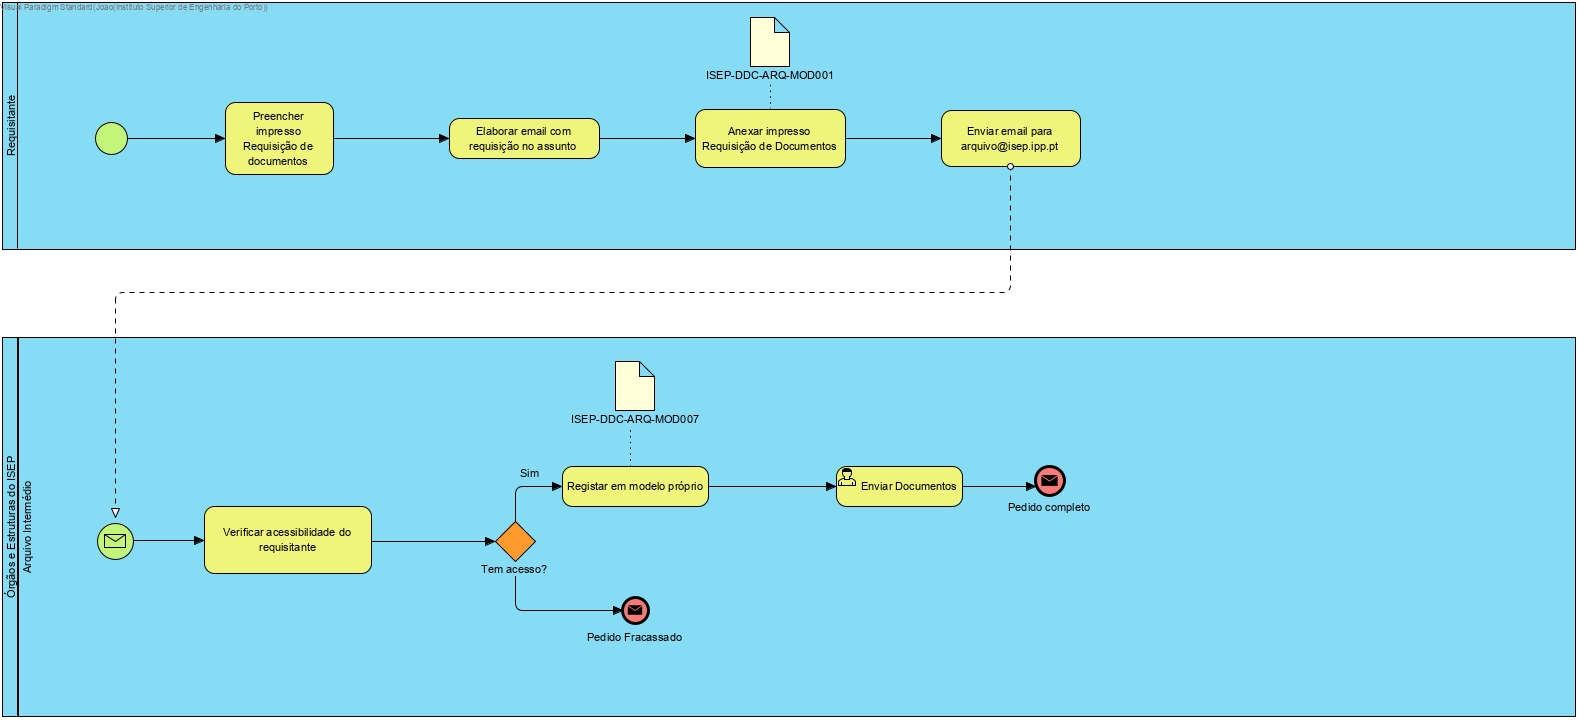 Visual Paradigm Standard(Joao(Instituto Superior de Engenharia do Porto))
Requisitante
ISEP-DDC-ARQ-MOD001
Preencher
impresso
Requisição de
documentos
Elaborar email com
requisição no assunto
Anexar impresso
Requisição de Documentos
Enviar email para
arquivo@isep.ipp.pt
Órgãos e Estruturas do ISEP
Arquivo Intermédio
ISEP-DDC-ARQ-MOD007
Sim
Registar em modelo próprio
Enviar Documentos
Pedido completo
Verificar acessibilidade do
requisitante
Tem acesso?
Pedido Fracassado